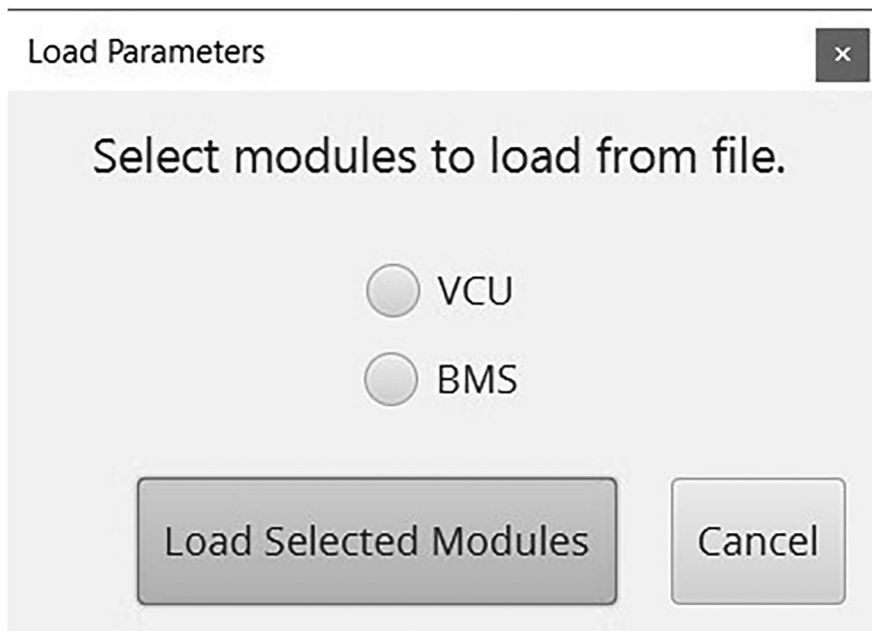 Load Parameters
Select modules to load from file.
VCU
BMS
Load Selected Modules
Cancel